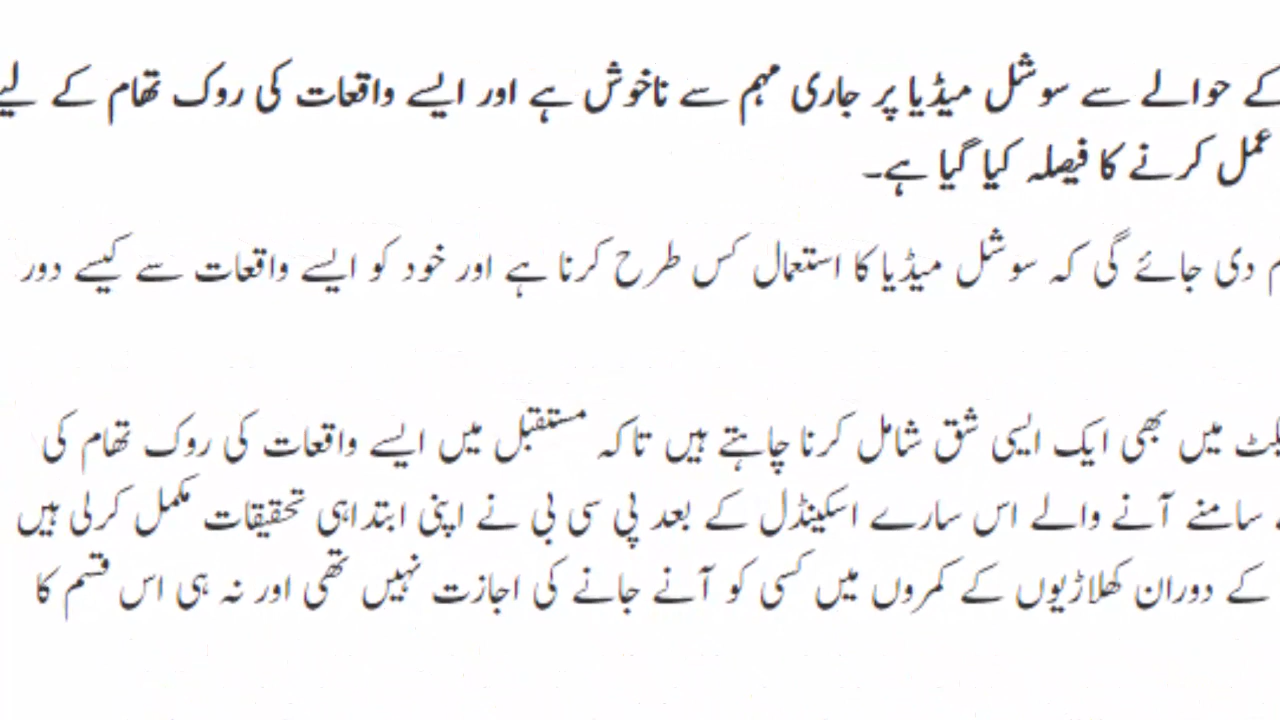 کے حوالے سے سوشل میڈیا پر جاری مہم سے ناخوش ہے اور ایسے واقعات کی روک تھام کے لیے
عمل کرنے کا فیصلہ کیا گیا ہے۔
دی جائے گی کہ سوشل میڈیا کا استعمال کس طرح کرنا ہے اور خود کو ایسے واقعات سے کیسے دور
میں بھی ایک ایسی شق شامل کرنا چاہتے ہیں تاکہ مستقبل میں ایسے واقعات کی روک تھام کی
سامنے آنے والے اس سارے اسکینڈل کے بعد پی سی بی نے اپنی ابتداہی تحقیقات مکمل کرلی ہیں
کے دوران کھلاڑیوں کے کمروں میں کسی کو آنے جانے کی اجازت نہیں تھی اور نہ ہی اس قسم کا